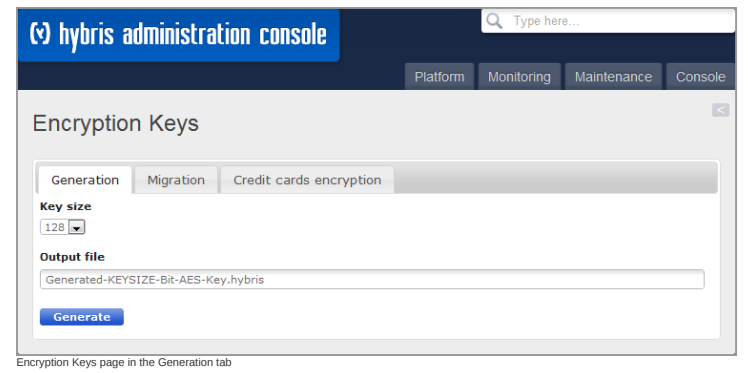 (v) hybris administration console
Type here...
Platform Monitoring Maintenance Console
<
Encryption Keys
Generation Migration Credit cards encryption
Key size
128
Output file
Generated-KEYSIZE-Bit-AES-Key.hybris
Generate
Encryption Keys page in the Generation tab